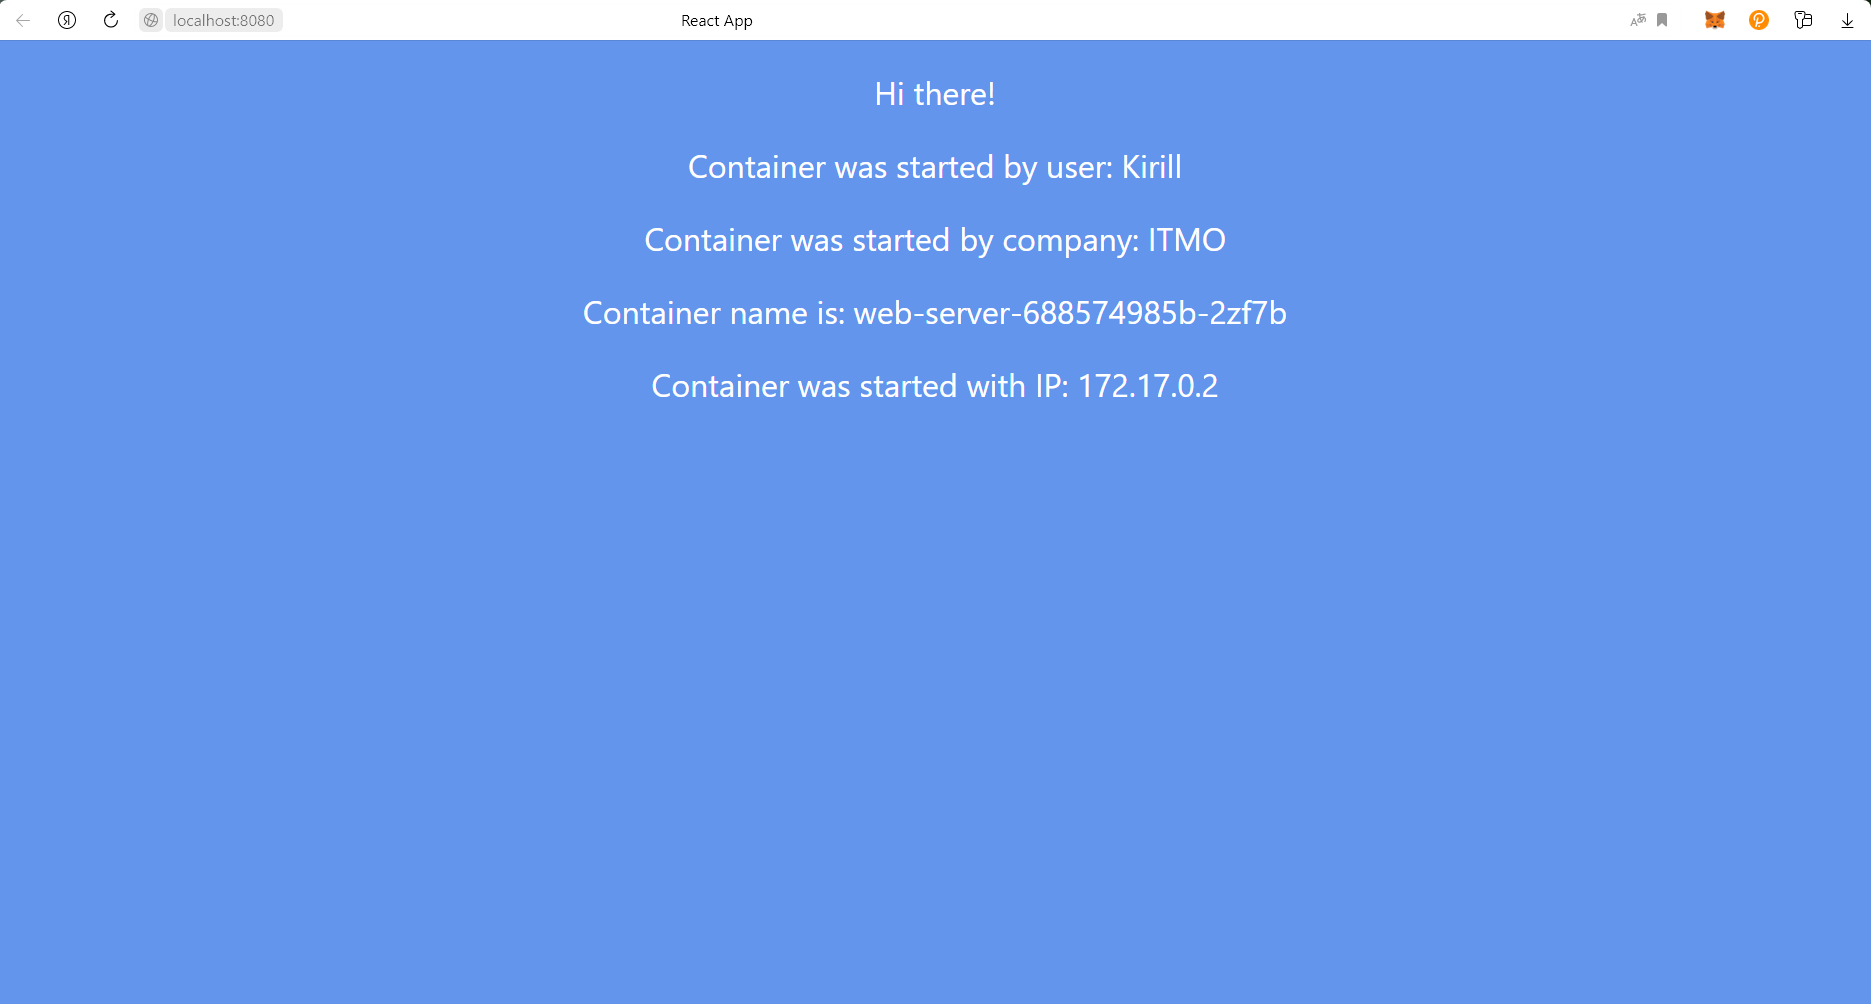 localhost:8080
React App
Hi there!
Container was started by user: Kirill
Container was started by company: ITMO
Container name is: web-server-688574985b-2zf7b
Container was started with IP: 172.17.0.2